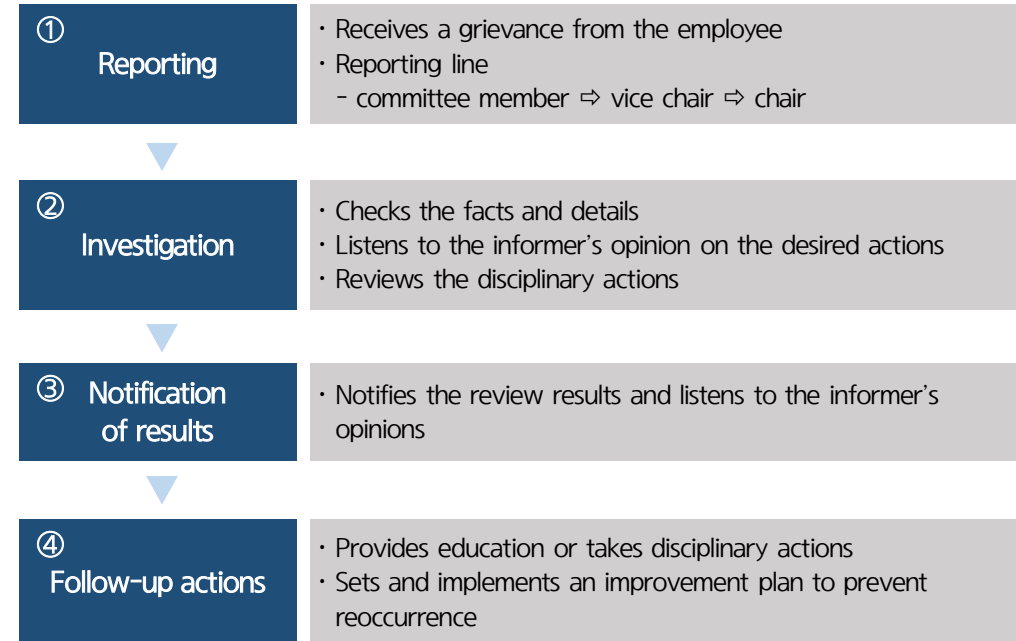 ①
Reporting
· Receives a grievance from the employee
· Reporting line
- committee member ⇨ vice chair ⇨ chair
②
Investigation
· Checks the facts and details
· Listens to the informer's opinion on the desired actions
· Reviews the disciplinary actions
③ Notification
of results
· Notifies the review results and listens to the informer's
opinions
④
Follow-up actions
· Provides education or takes disciplinary actions
· Sets and implements an improvement plan to prevent
reoccurrence